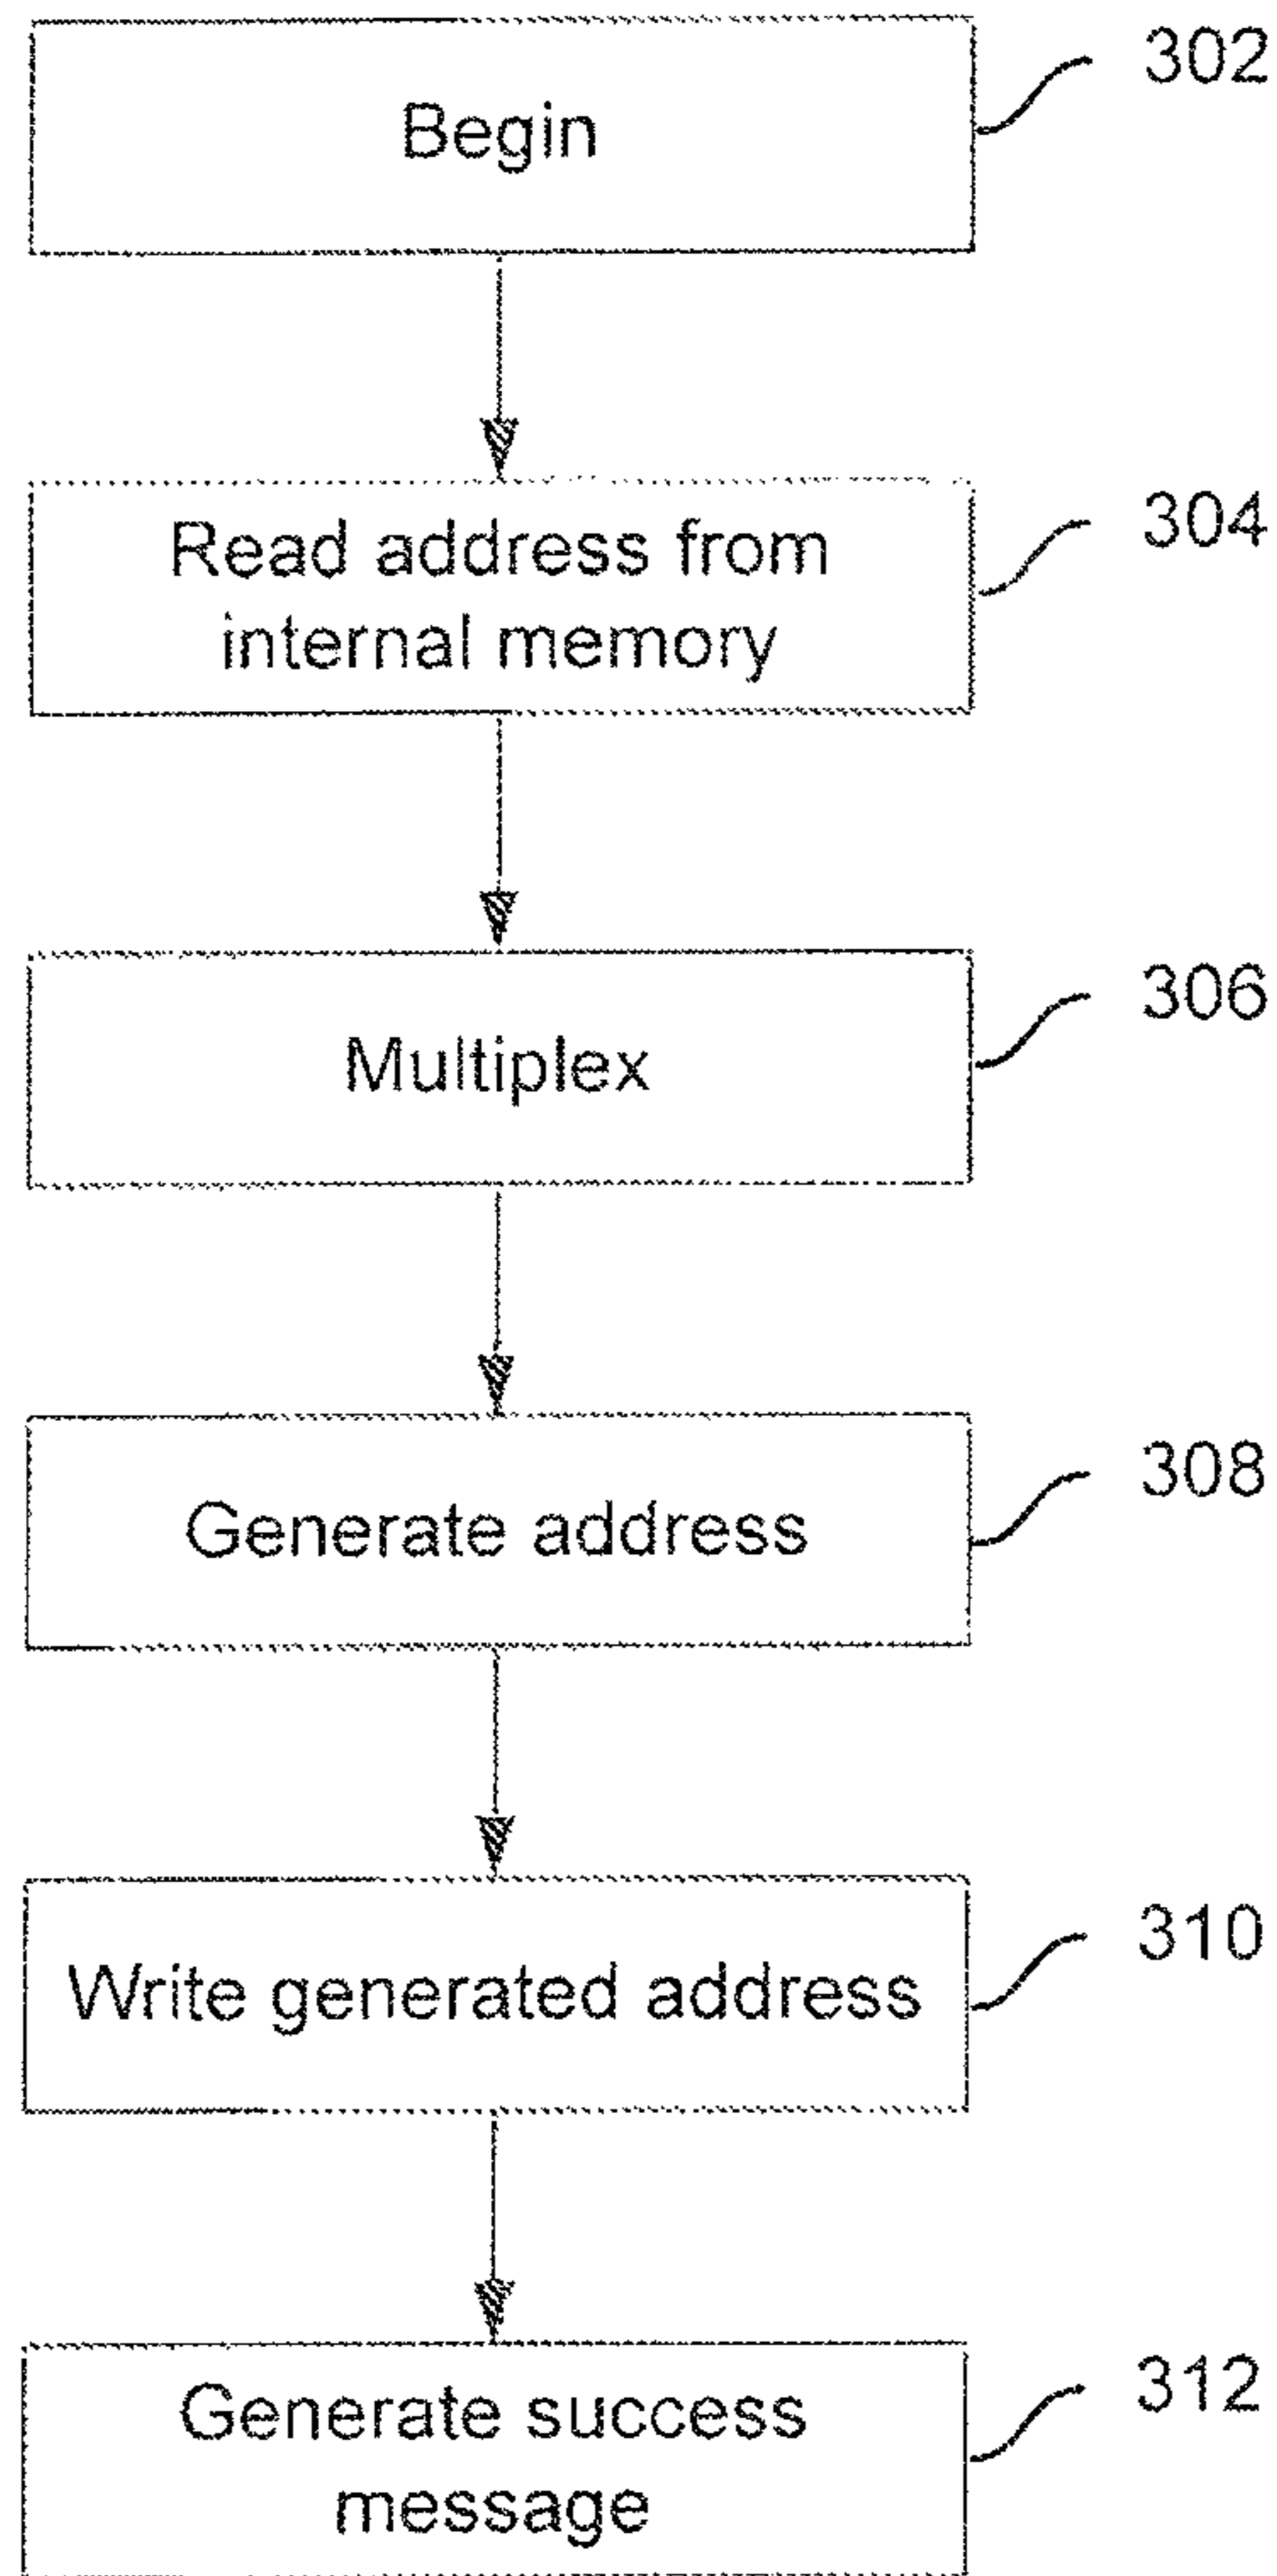 Begin
302
Read address from
internal memory
304
Multiplex
306
Generate address
308
Write generated address
310
Generate success
message
312